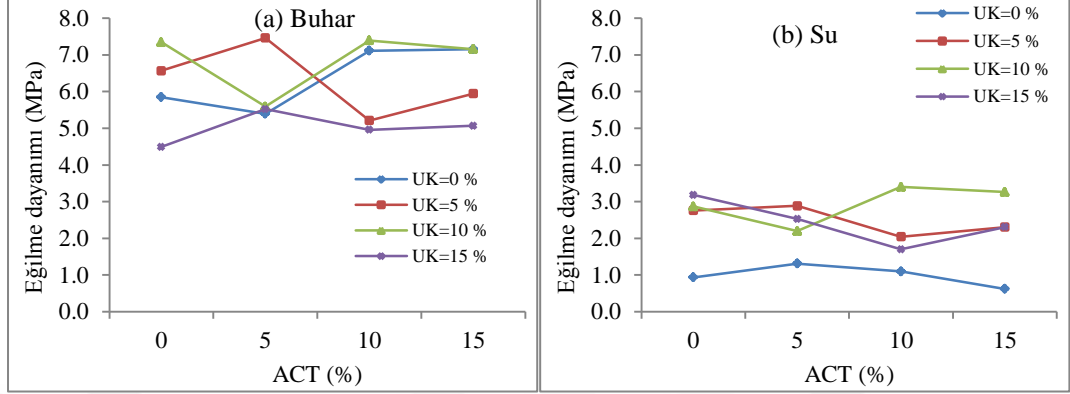 (a) Buhar
Eğilme dayanımı (MPa)
8.0
7.0
6.0
5.0
4.0
3.0
2.0
1.0
0.0
UK=0 %
UK=5 %
UK=10 %
UK=15 %
0 5 10 15
ACT (%)
(b) Su
Eğilme dayanımı (MPa)
8.0
7.0
6.0
5.0
4.0
3.0
2.0
1.0
0.0
UK=0 %
UK=5 %
UK=10 %
UK=15 %
0 5 10 15
ACT (%)